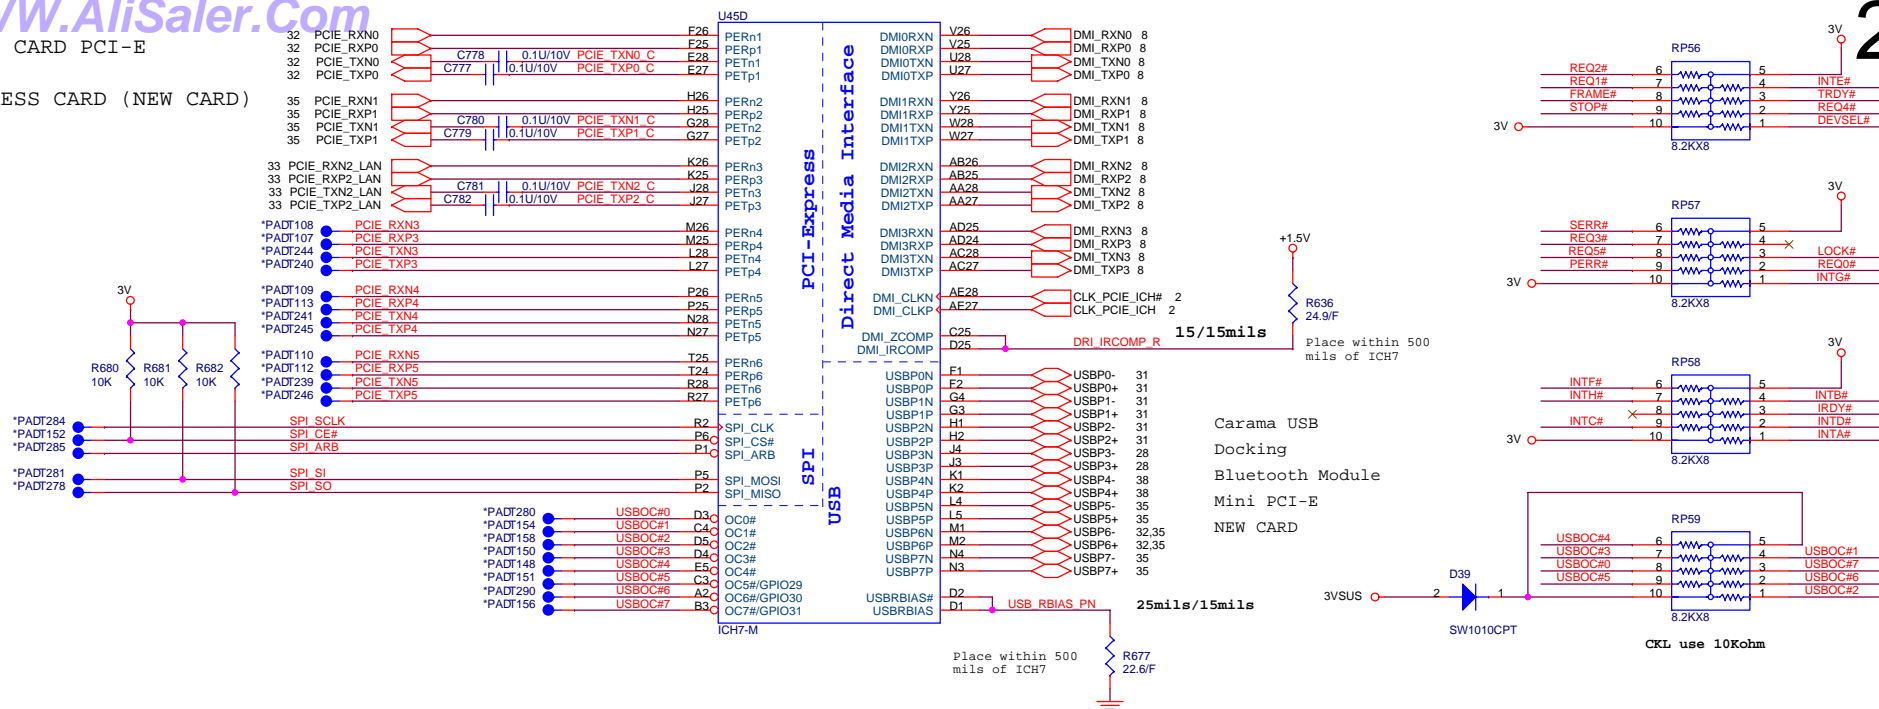 WW.AliSaler.Com
CARD PCI-E
ESS CARD (NEW CARD)
U45D
32 PCIE_RXN0 F26 PERn1
32 PCIE_RXP0 F25 PERp1
32 PCIE_TXN0 C778 0.1U/10V PCIE_TXN0_C E28 PETn1
32 PCIE_TXP0 C777 0.1U/10V PCIE_TXP0_C E27 PETp1
35 PCIE_RXN1 H26 PERn2
35 PCIE_RXP1 H25 PERp2
35 PCIE_TXN1 C780 0.1U/10V PCIE_TXN1_C G28 PETn2
35 PCIE_TXP1 C779 0.1U/10V PCIE_TXP1_C G27 PETp2
33 PCIE_RXN2_LAN K26 PERn3
33 PCIE_RXP2_LAN K25 PERp3
33 PCIE_TXN2_LAN C781 0.1U/10V PCIE_TXN2_C J28 PETn3
33 PCIE_TXP2_LAN C782 0.1U/10V PCIE_TXP2_C J27 PETp3
*PADT108 PCIE_RXN3 M26 PERn4
*PADT107 PCIE_RXP3 M25 PERp4
*PADT244 PCIE_TXN3 L28 PETn4
*PADT240 PCIE_TXP3 L27 PETp4
*PADT109 PCIE_RXN4 P26 PERn5
*PADT113 PCIE_RXP4 P25 PERp5
*PADT241 PCIE_TXN4 N28 PETn5
*PADT245 PCIE_TXP4 N27 PETp5
*PADT110 PCIE_RXN5 T25 PERn6
*PADT112 PCIE_RXP5 T24 PERp6
*PADT239 PCIE_TXN5 R28 PETn6
*PADT246 PCIE_TXP5 R27 PETp6
3V
R680 10K
R681 10K
R682 10K
*PADT284 SPI_SCLK R2 SPI_CLK
*PADT152 SPI_CE# P6 SPI_CS#
*PADT285 SPI_ARB P1 SPI_ARB
*PADT281 SPI_SI P5 SPI_MOSI
*PADT278 SPI_SO P2 SPI_MISO
*PADT280 USBOC#0 D3 OC0#
*PADT154 USBOC#1 C4 OC1#
*PADT158 USBOC#2 D5 OC2#
*PADT150 USBOC#3 D4 OC3#
*PADT148 USBOC#4 E5 OC4#
*PADT151 USBOC#5 C3 OC5#/GPIO29
*PADT290 USBOC#6 A2 OC6#/GPIO30
*PADT156 USBOC#7 B3 OC7#/GPIO31
ICH7-M
PCI-Express
Direct Media Interface
SPI
USB
DMI0RXN V26 DMI_RXN0 8
DMI0RXP V25 DMI_RXP0 8
DMI0TXN U28 DMI_TXN0 8
DMI0TXP U27 DMI_TXP0 8
DMI1RXN Y26 DMI_RXN1 8
DMI1RXP Y25 DMI_RXP1 8
DMI1TXN W28 DMI_TXN1 8
DMI1TXP W27 DMI_TXP1 8
DMI2RXN AB26 DMI_RXN2 8
DMI2RXP AB25 DMI_RXP2 8
DMI2TXN AA28 DMI_TXN2 8
DMI2TXP AA27 DMI_TXP2 8
DMI3RXN AD25 DMI_RXN3 8
DMI3RXP AD24 DMI_RXP3 8
DMI3TXN AC28 DMI_TXN3 8
DMI3TXP AC27 DMI_TXP3 8
DMI_CLKN AE28 CLK_PCIE_ICH# 2
DMI_CLKP AE27 CLK_PCIE_ICH 2
DMI_ZCOMP C25
DMI_IRCOMP D25 DRI_IRCOMP_R 15/15mils
+1.5V
R636
24.9/F
Place within 500
mils of ICH7
USBP0N F1 USBP0- 31
USBP0P F2 USBP0+ 31
USBP1N G4 USBP1- 31
USBP1P G3 USBP1+ 31
USBP2N H1 USBP2- 31
USBP2P H2 USBP2+ 31
USBP3N J4 USBP3- 28
USBP3P J3 USBP3+ 28
USBP4N K1 USBP4- 38
USBP4P K2 USBP4+ 38
USBP5N L4 USBP5- 35
USBP5P L5 USBP5+ 35
USBP6N M1 USBP6- 32,35
USBP6P M2 USBP6+ 32,35
USBP7N N4 USBP7- 35
USBP7P N3 USBP7+ 35
USBRBIAS# D2
USBRBIAS D1 USB_RBIAS_PN 25mils/15mils
Place within 500
mils of ICH7
R677
22.6/F
Carama USB
Docking
Bluetooth Module
Mini PCI-E
NEW CARD
2
RP56 3V
REQ2# 6 5
REQ1# 7 4 INTE#
FRAME# 8 3 TRDY#
STOP# 9 2 REQ4#
3V 10 1 DEVSEL#
8.2KX8
RP57 3V
SERR# 6 5
REQ3# 7 4
REQ5# 8 3 LOCK#
PERR# 9 2 REQ0#
3V 10 1 INTG#
8.2KX8
RP58 3V
INTF# 6 5
INTH# 7 4 INTB#
8 3 IRDY#
INTC# 9 2 INTD#
3V 10 1 INTA#
8.2KX8
RP59
USBOC#4 6 5
USBOC#3 7 4 USBOC#1
USBOC#0 8 3 USBOC#7
USBOC#5 9 2 USBOC#6
10 1 USBOC#2
8.2KX8
3VSUS 2 D39 1
SW1010CPT
CKL use 10Kohm